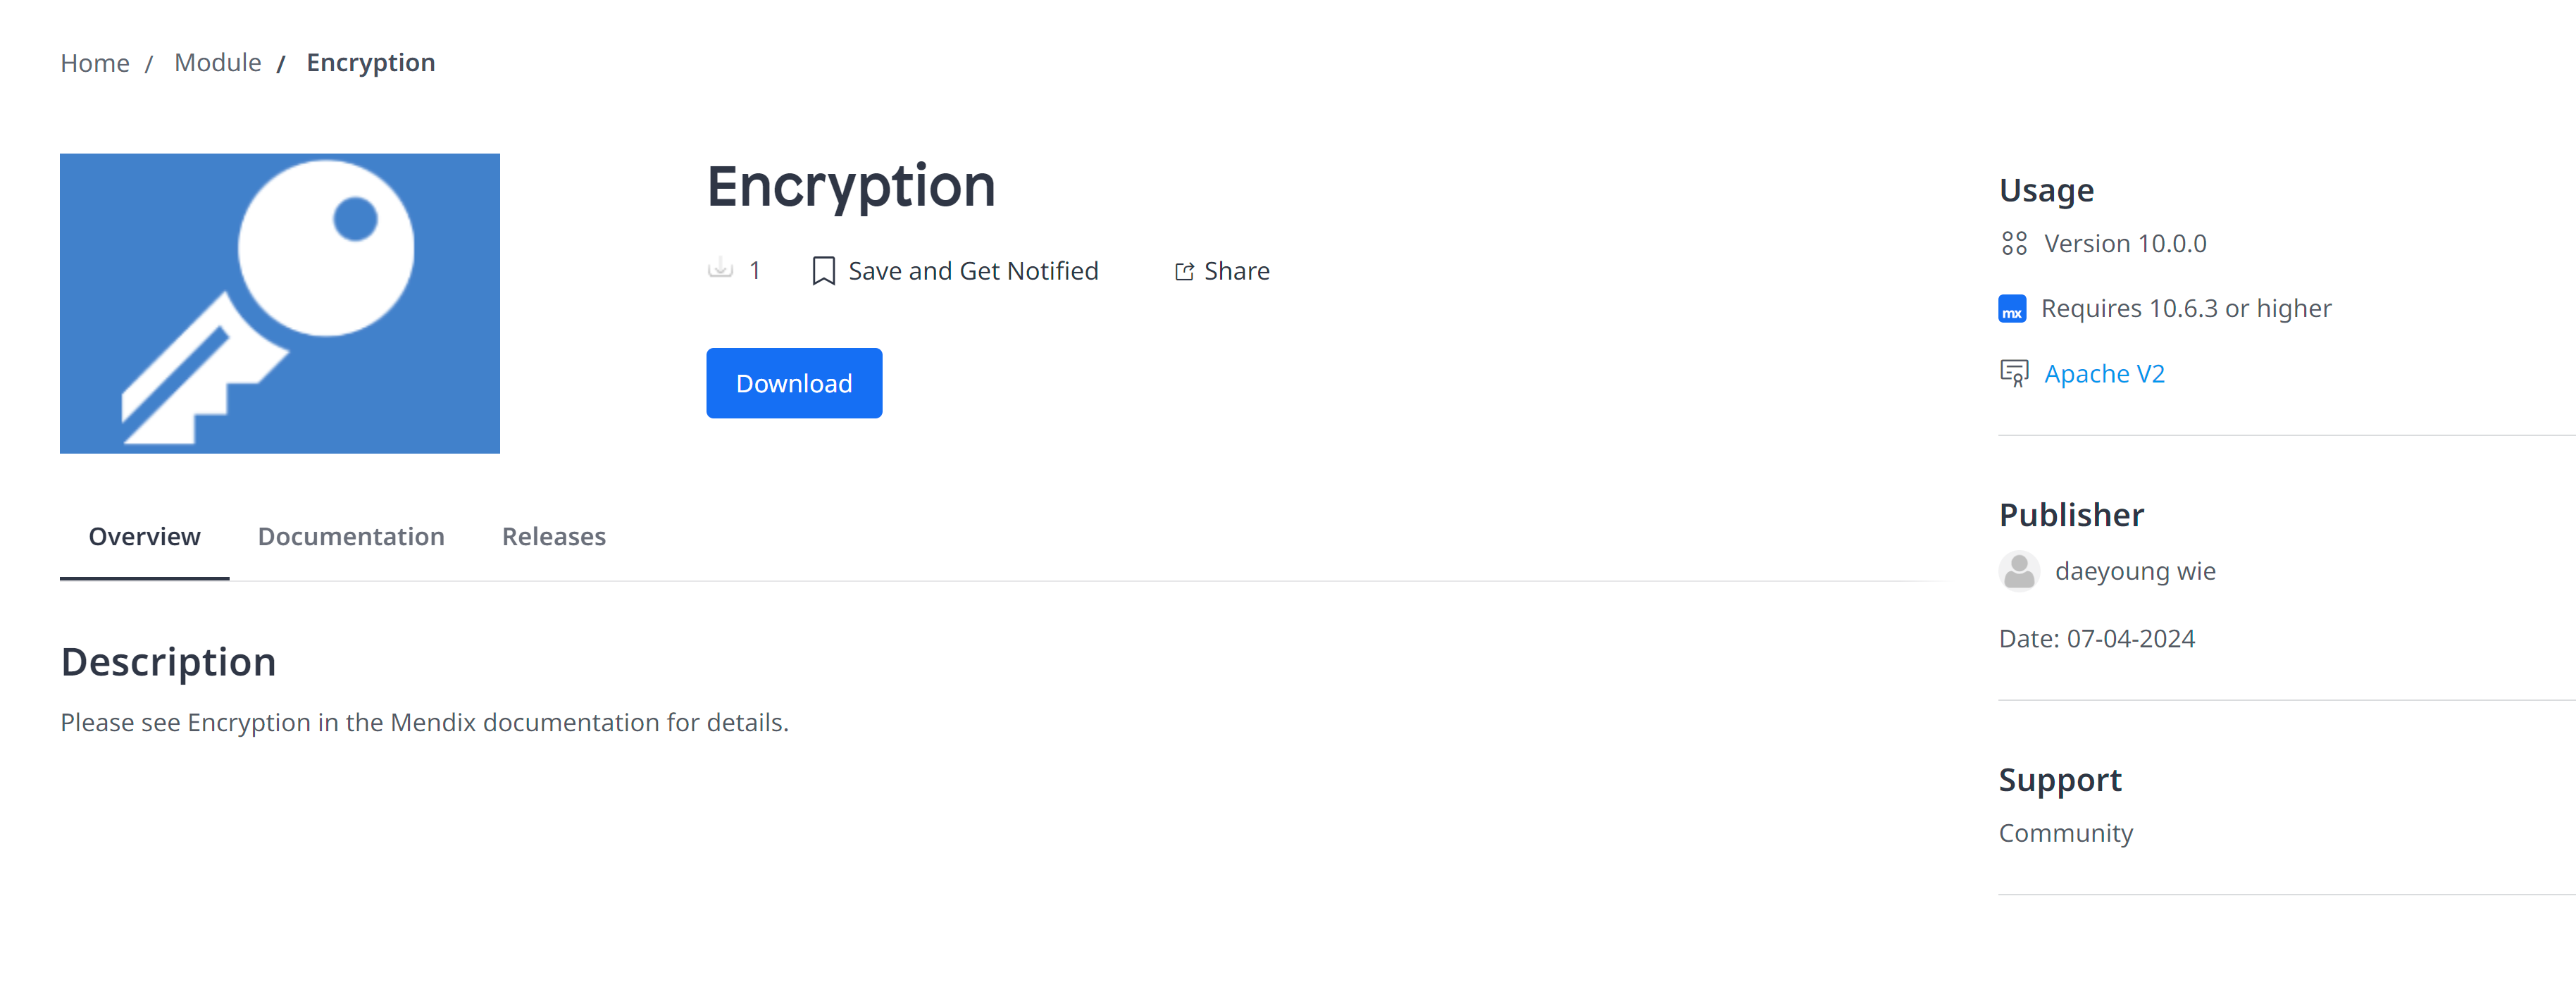 Home / Module / Encryption
Encryption
1 Save and Get Notified Share
Download
Overview Documentation Releases
Description
Please see Encryption in the Mendix documentation for details.
Usage
Version 10.0.0
mx Requires 10.6.3 or higher
Apache V2
Publisher
daeyoung wie
Date: 07-04-2024
Support
Community